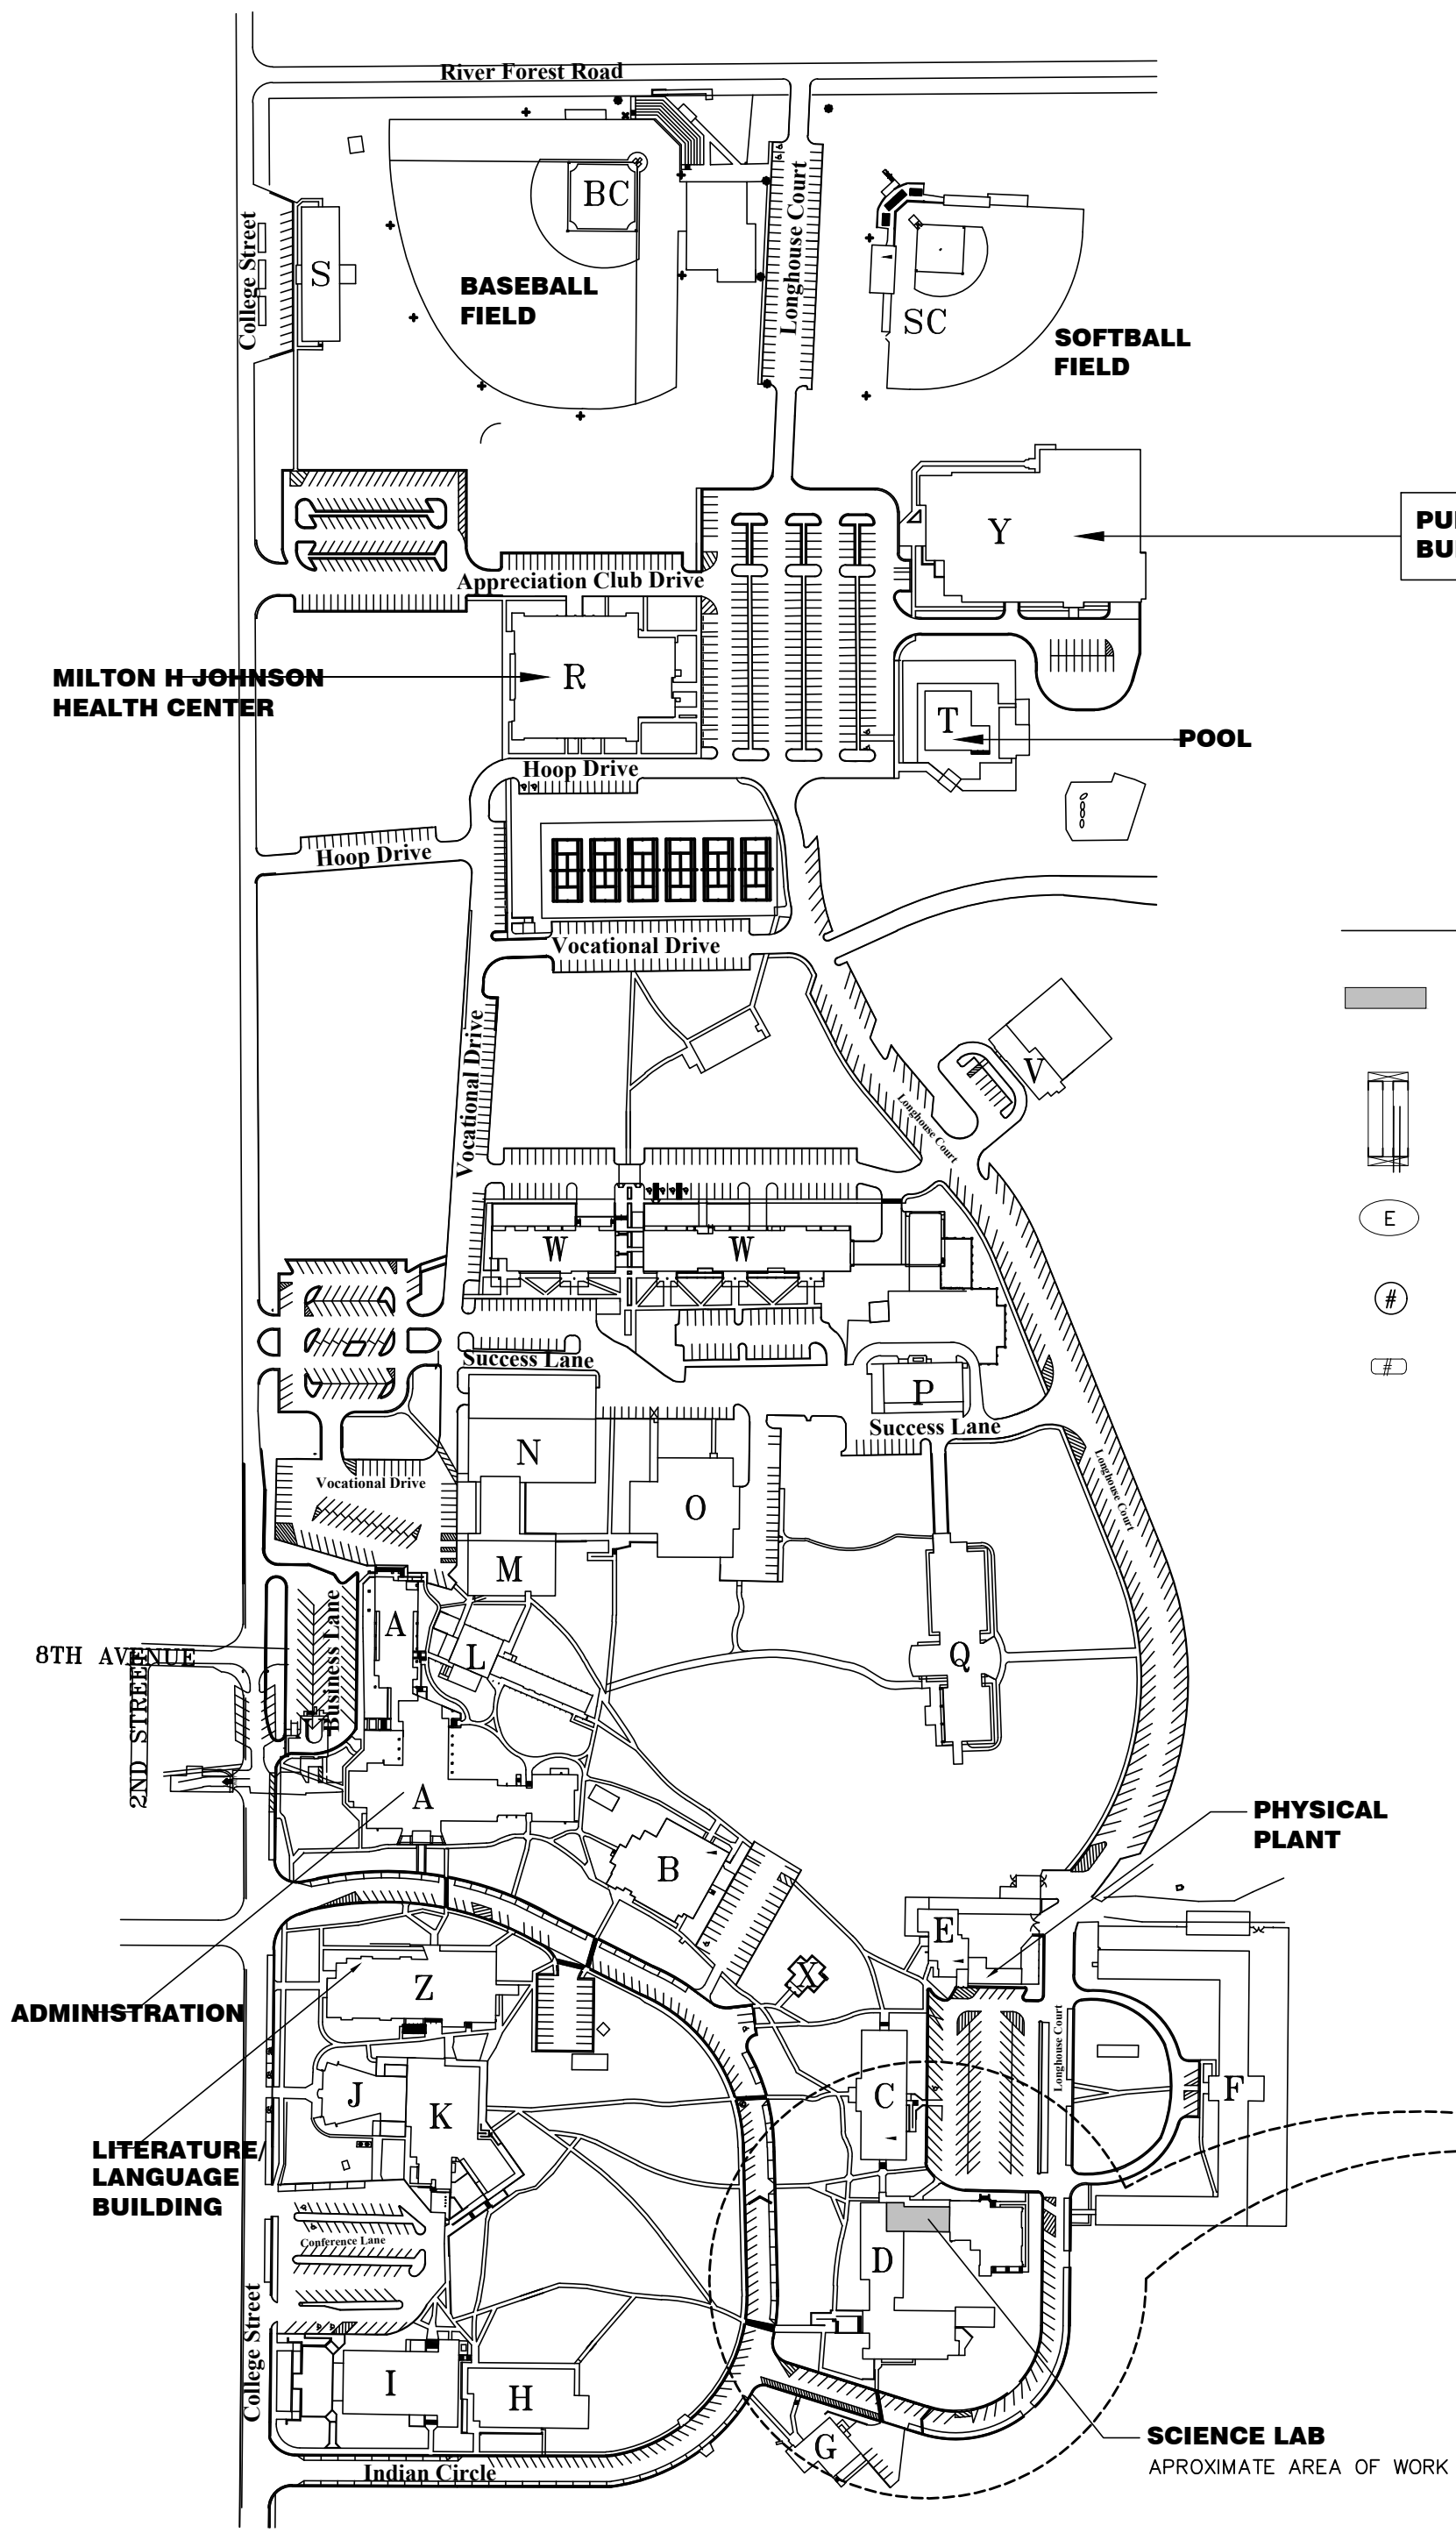 River Forest Road
BC
Longhouse Court
College Street
S
BASEBALL
FIELD
SC
SOFTBALL
FIELD
Y
Appreciation Club Drive
MILTON H JOHNSON
HEALTH CENTER
R
T
POOL
Hoop Drive
Hoop Drive
Vocational Drive
Vocational Drive
V
Longhouse Court
E
W
W
#
Success Lane
#
P
Success Lane
N
Vocational Drive
Longhouse Court
O
M
A
Business Lane
L
Q
8TH AVENUE
2ND STREET
U
A
PHYSICAL
PLANT
B
E
X
Z
ADMINISTRATION
Longhouse Court
J
K
C
F
LITERATURE/
LANGUAGE
BUILDING
Conference Lane
D
College Street
I
H
G
SCIENCE LAB
APROXIMATE AREA OF WORK
Indian Circle